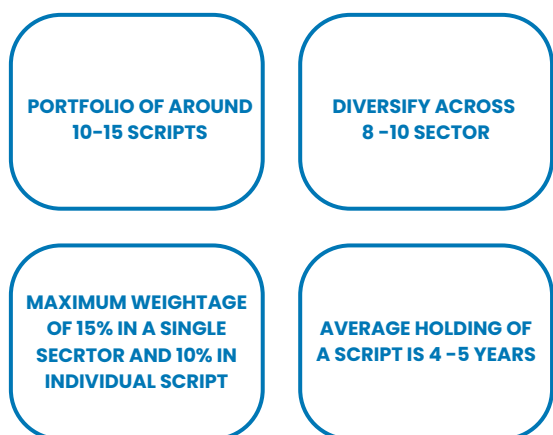 PORTFOLIO OF AROUND
10-15 SCRIPTS
DIVERSIFY ACROSS
8 -10 SECTOR
MAXIMUM WEIGHTAGE
OF 15% IN A SINGLE
SECRTOR AND 10% IN
INDIVIDUAL SCRIPT
AVERAGE HOLDING OF
A SCRIPT IS 4 -5 YEARS